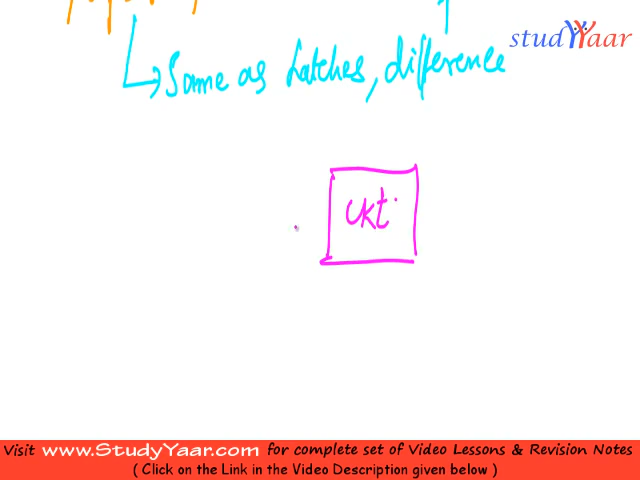 studYYaar
Same as Latches, difference
ckt.
Visit www.StudyYaar.com for complete set of Video Lessons & Revision Notes
( Click on the Link in the Video Description given below )